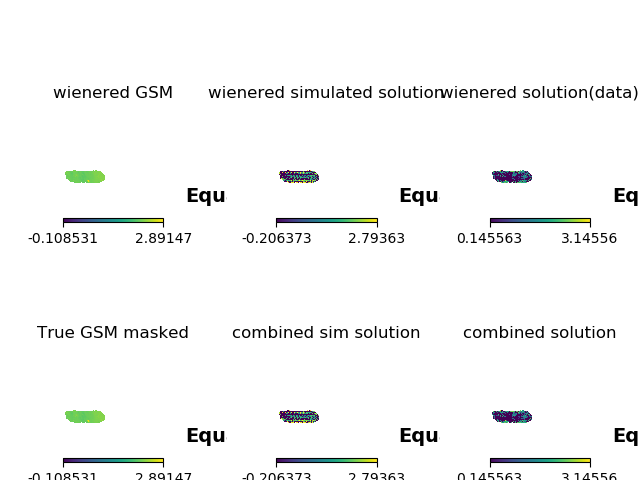 wienered GSM
wienered simulated solution
wienered solution(data)
Equ
Equ
Eq
-0.108531 2.89147
-0.206373 2.79363
0.145563 3.14556
True GSM masked
combined sim solution
combined solution
Equ
Equ
Eq
-0.108531 2.89147
-0.206373 2.79363
0.145563 3.14556